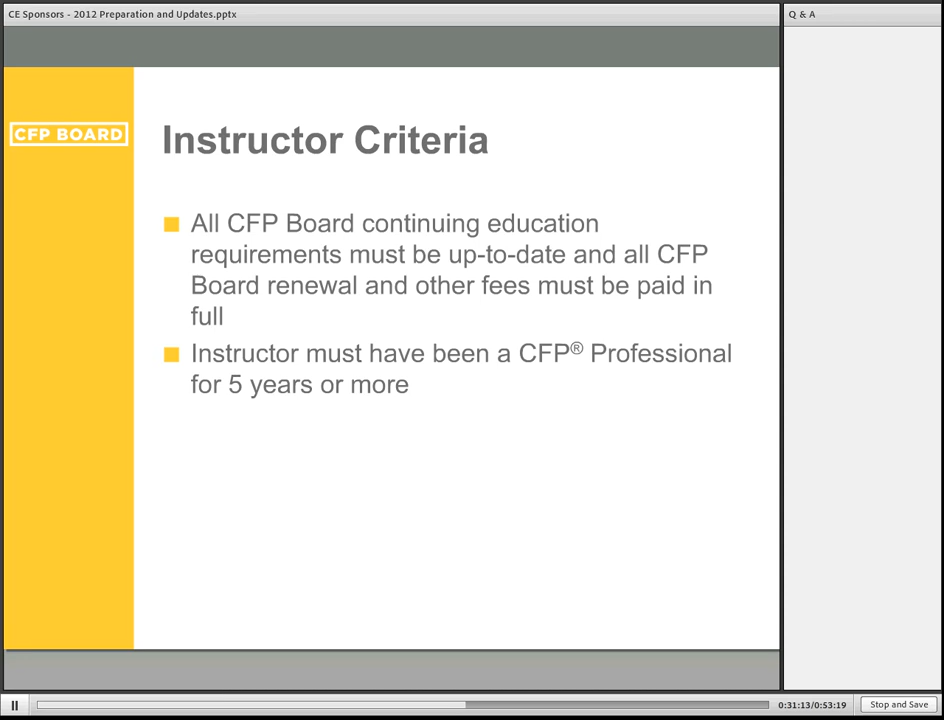 CE Sponsors - 2012 Preparation and Updates.pptx
Q & A
CFP BOARD
Instructor Criteria
All CFP Board continuing education
requirements must be up-to-date and all CFP
Board renewal and other fees must be paid in
full
Instructor must have been a CFP® Professional
for 5 years or more
0:31:13/0:53:19
Stop and Save